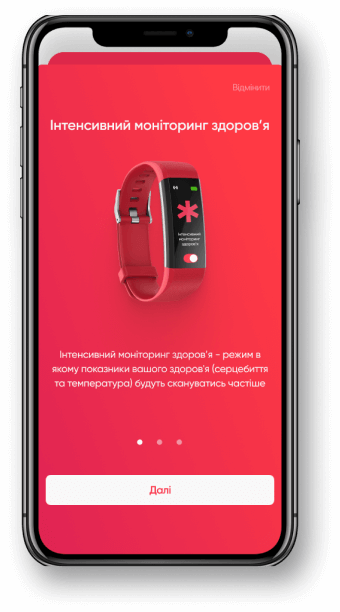 Відмінити
Інтенсивний моніторинг здоров’я
Інтенсивний
моніторинг
здоров’я
Інтенсивний моніторинг здоров’я - режим в
якому показники вашого здоров’я (серцебиття
та температура) будуть скануватись частіше
Далі